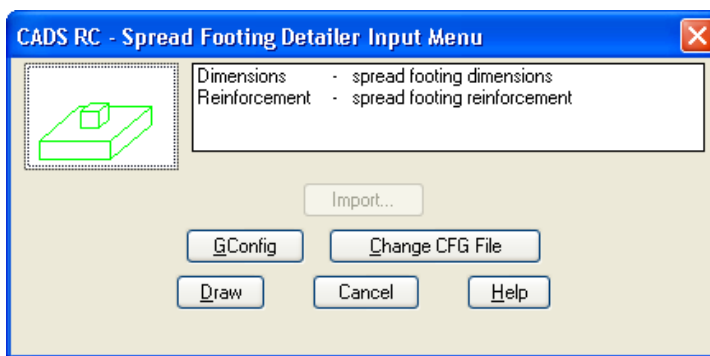 CADS RC - Spread Footing Detailer Input Menu
Dimensions - spread footing dimensions
Reinforcement - spread footing reinforcement
Import...
GConfig Change CFG File
Draw Cancel Help